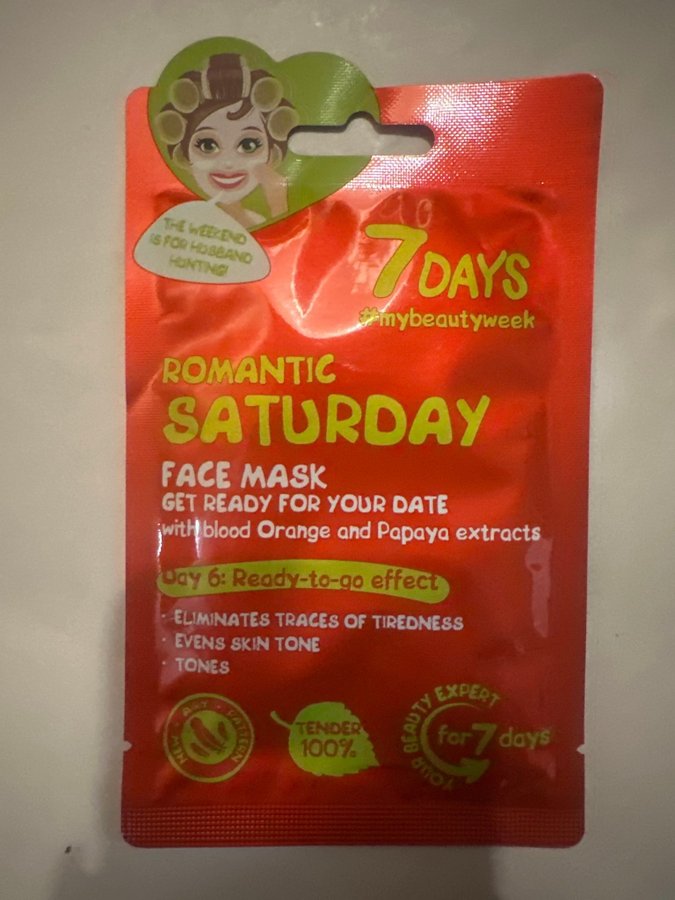 THE WEEKEND
IS FOR HUSBAND
HUNTING!
7 DAYS
#mybeautyweek
ROMANTIC
SATURDAY
FACE MASK
GET READY FOR YOUR DATE
with blood Orange and Papaya extracts
Day 6: Ready-to-go effect
· ELIMINATES TRACES OF TIREDNESS
· EVENS SKIN TONE
· TONES
TENDER
100%
YOUR BEAUTY EXPERT
for 7 days